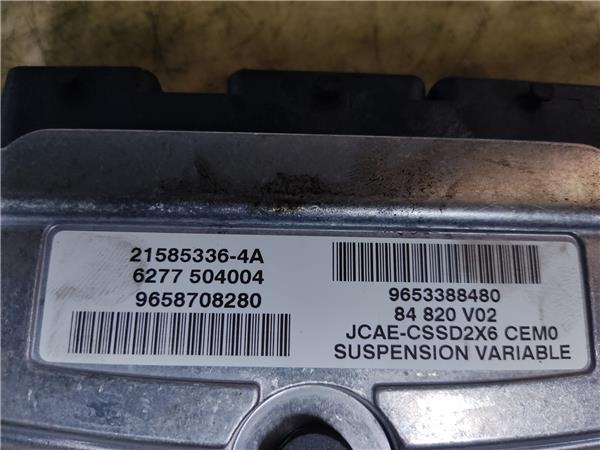 21585336-4A
6277 504004
9658708280
9653388480
84 820 V02
JCAE-CSSD2X6 CEM0
SUSPENSION VARIABLE